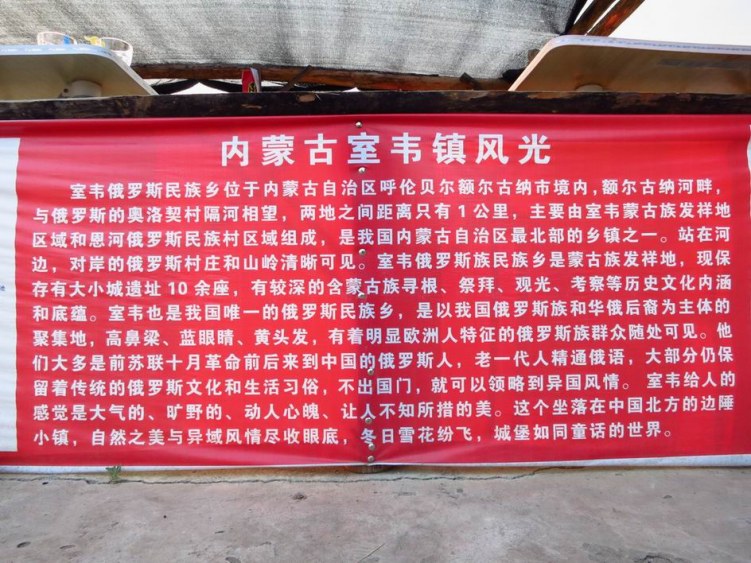 内蒙古室韦镇风光
室韦俄罗斯民族乡位于内蒙古自治区呼伦贝尔额尔古纳市境内，额尔古纳河畔，
与俄罗斯的奥洛契村隔河相望，两地之间距离只有1公里，主要由室韦蒙古族发祥地
区域和恩河俄罗斯民族村区域组成，是我国内蒙古自治区最北部的乡镇之一。站在河
边，对岸的俄罗斯村庄和山岭清晰可见。室韦俄罗斯族民族乡是蒙古族发祥地，现保
存有大小城遗址10余座，有较深的含蒙古族寻根、祭拜、观光、考察等历史文化内涵
和底蕴。室韦也是我国唯一的俄罗斯民族乡，是以我国俄罗斯族和华俄后裔为主体的
聚集地，高鼻梁、蓝眼睛、黄头发，有着明显欧洲人特征的俄罗斯族群众随处可见。他
们大多是前苏联十月革命前后来到中国的俄罗斯人，老一代人精通俄语，大部分仍保
留着传统的俄罗斯文化和生活习俗，不出国门，就可以领略到异国风情。 室韦给人的
感觉是大气的、旷野的、动人心魄、让人不知所措的美。这个坐落在中国北方的边陲
小镇，自然之美与异域风情尽收眼底，冬日雪花纷飞，城堡如同童话的世界。